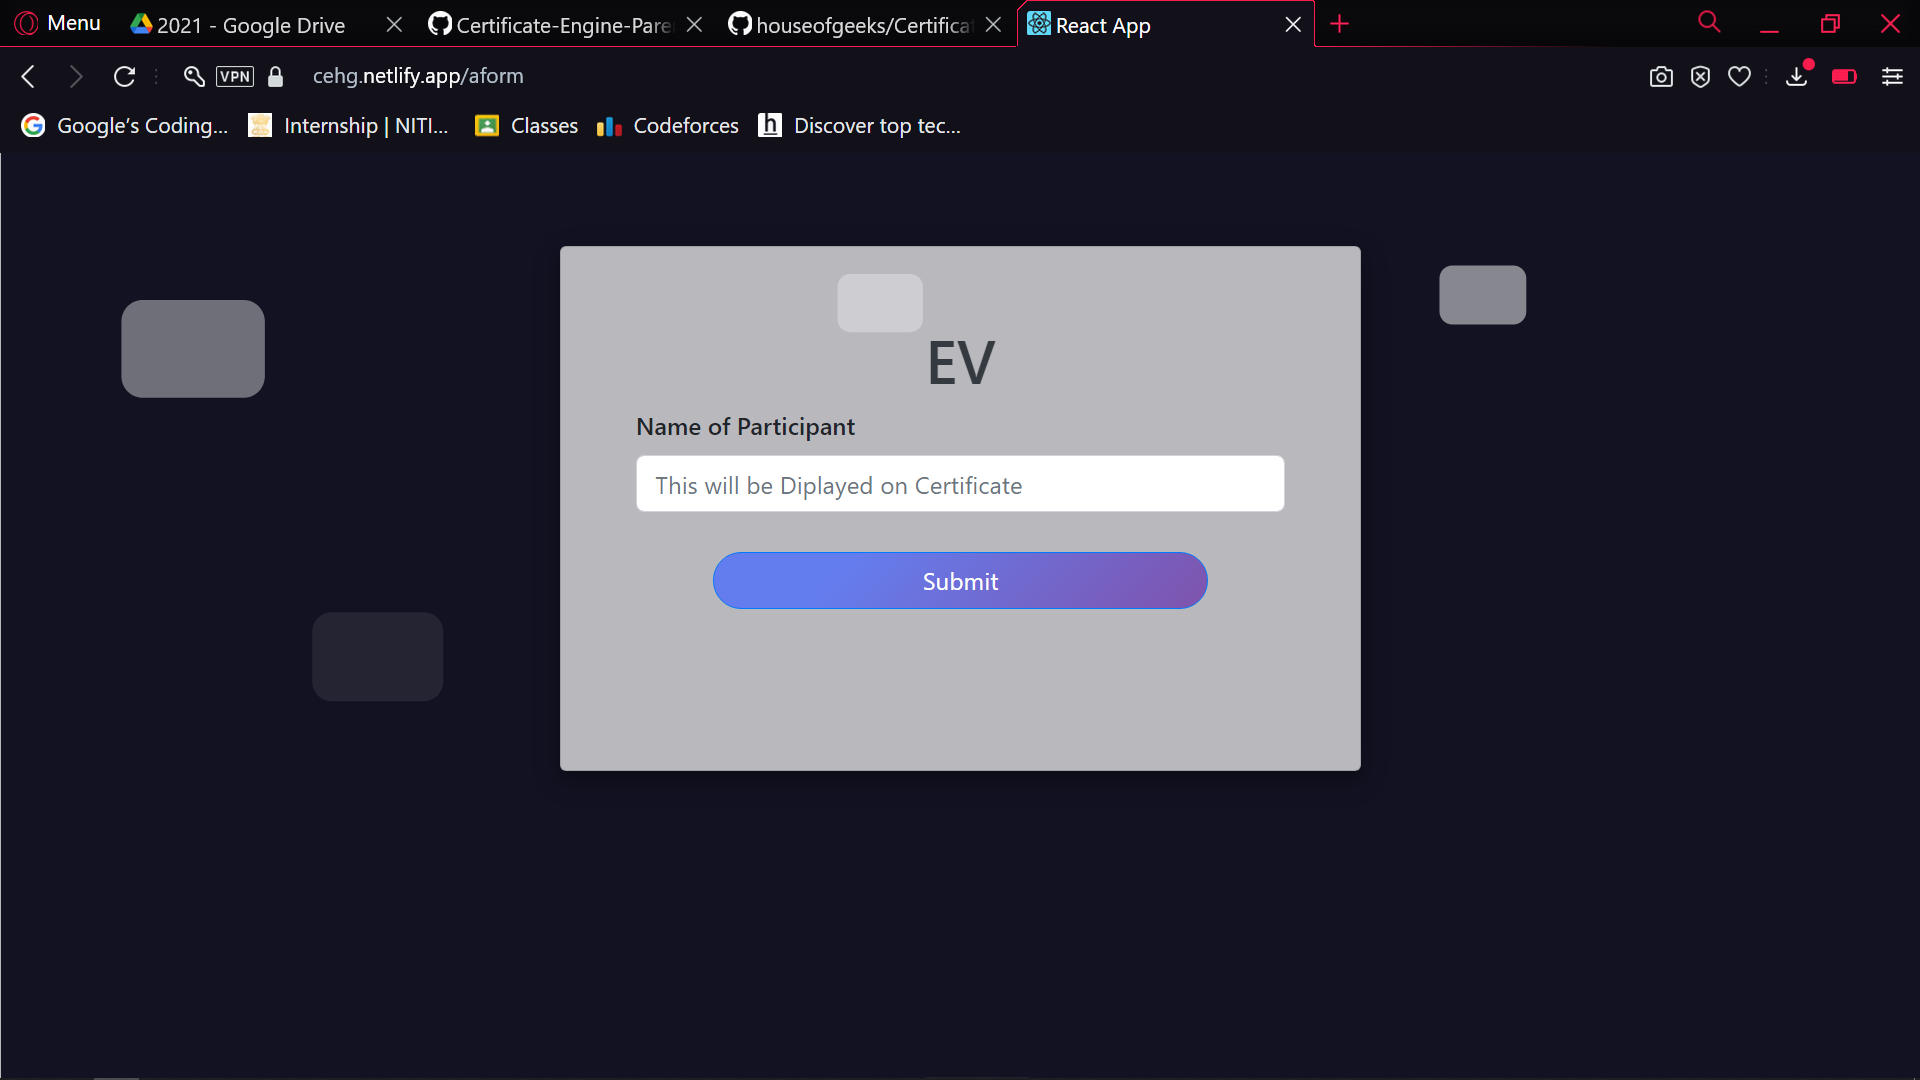 Menu
2021 - Google Drive
Certificate-Engine-Pare
houseofgeeks/Certifica
React App
VPN
cehg.netlify.app/aform
Google's Coding...
Internship | NITI...
Classes
Codeforces
h
Discover top tec...
EV
Name of Participant
This will be Diplayed on Certificate
Submit